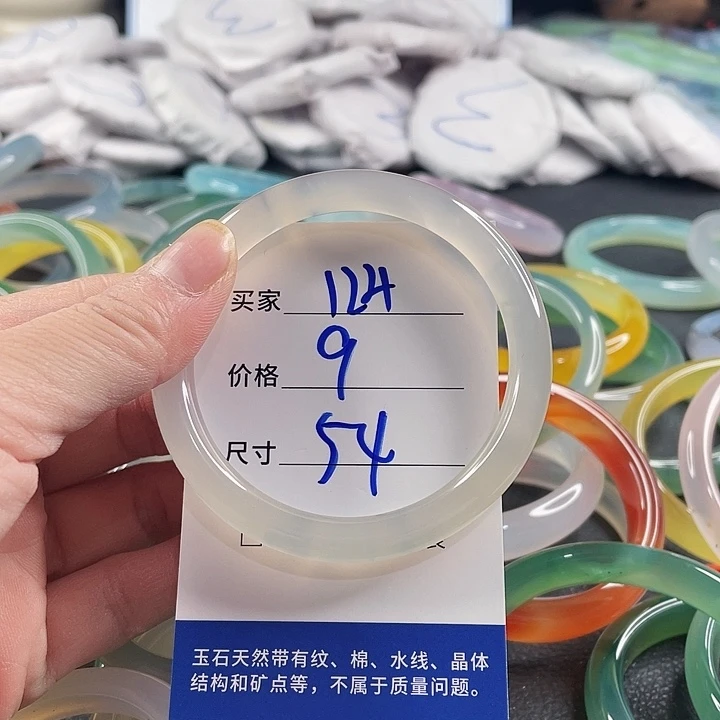 买家 124
价格 9
尺寸 54
玉石天然带有纹、棉、水线、晶体
结构和矿点等，不属于质量问题。